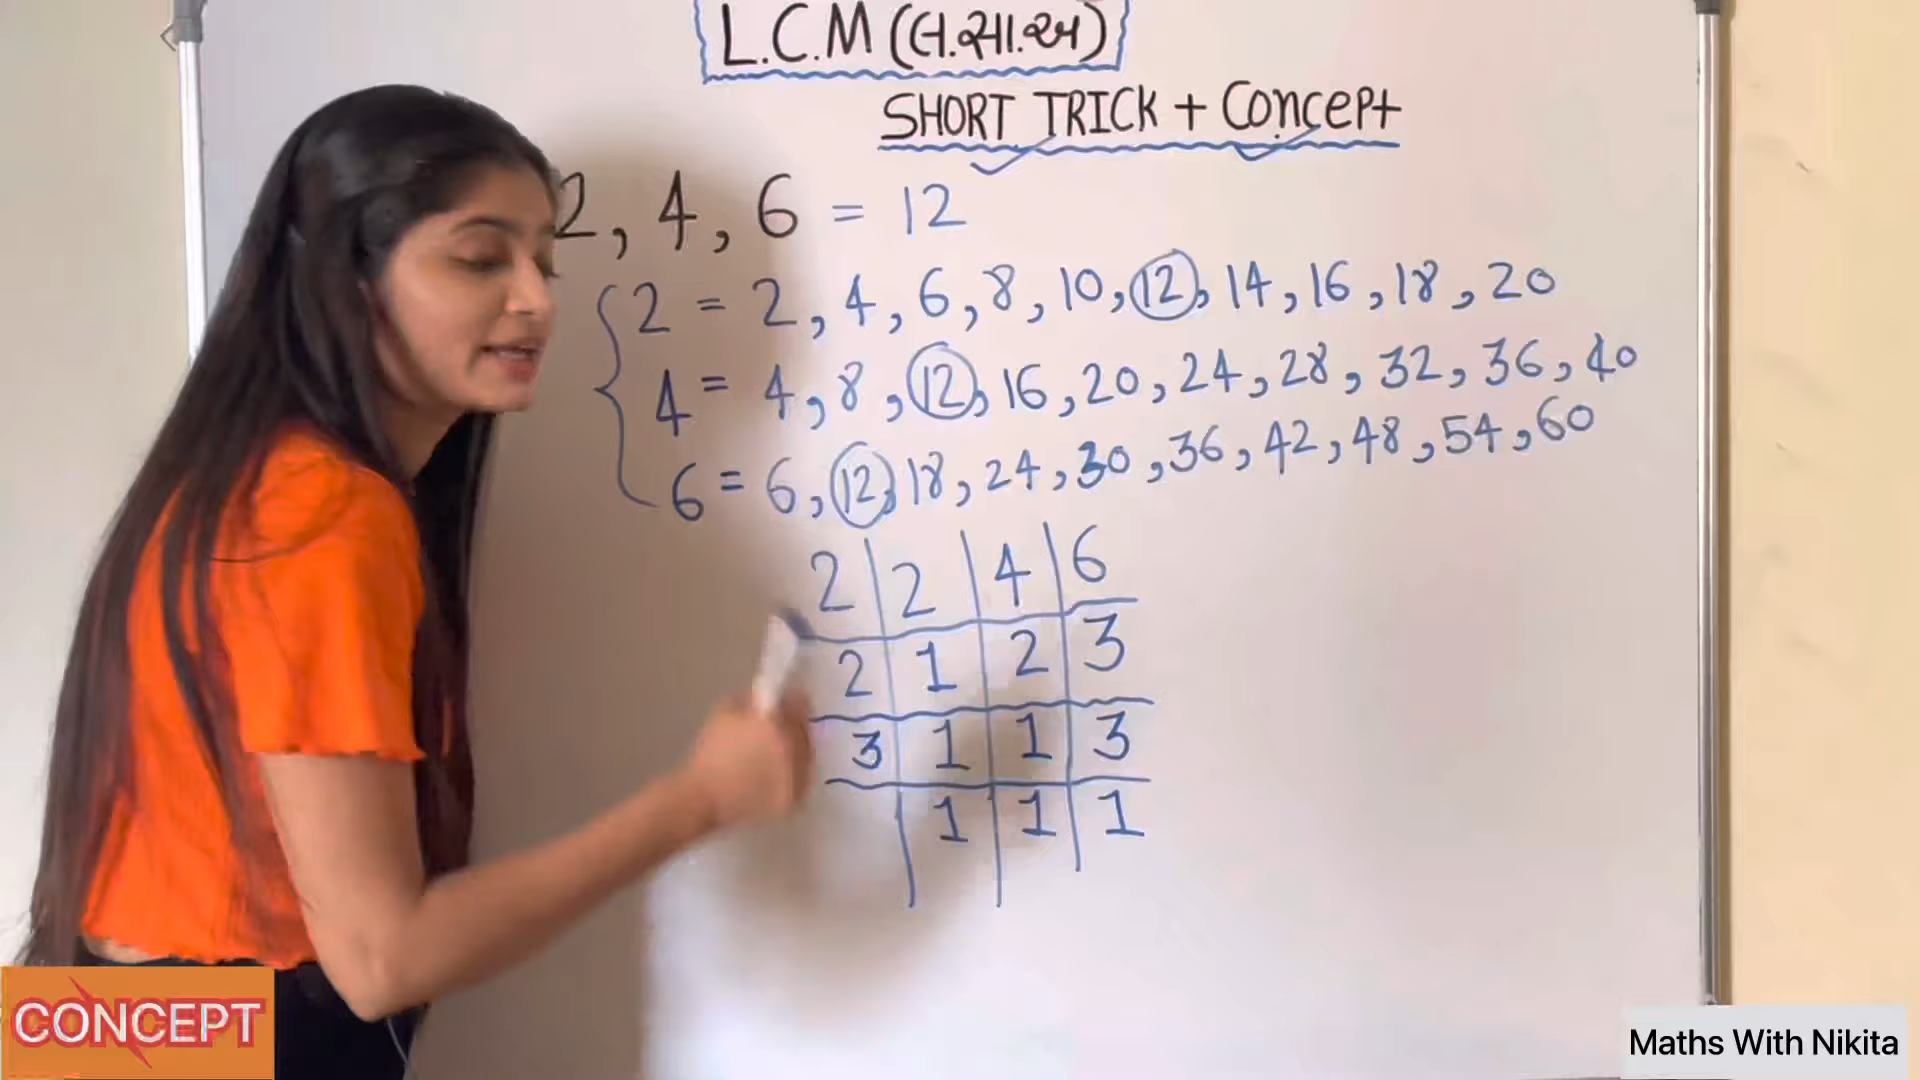 L.C.M (લ.સા.અ)
SHORT TRICK + Concept
2, 4, 6 = 12
2 = 2, 4, 6, 8, 10, 12, 14, 16, 18, 20
4 = 4, 8, 12, 16, 20, 24, 28, 32, 36, 40
6 = 6, 12, 18, 24, 30, 36, 42, 48, 54, 60
2 2 4 6
2 1 2 3
3 1 1 3
1 1 1
CONCEPT
Maths With Nikita